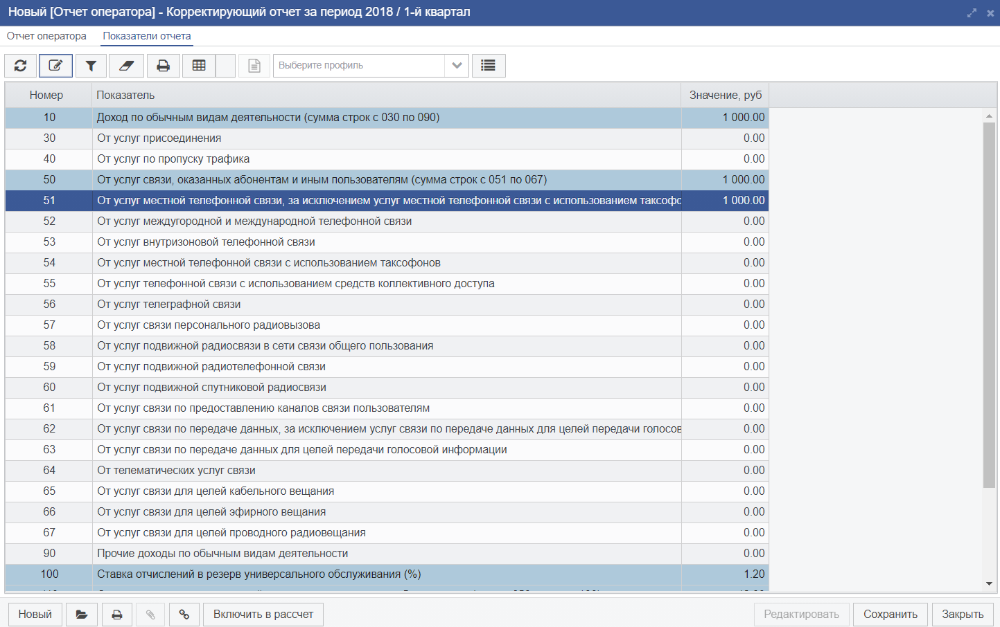 Новый [Отчет оператора] - Корректирующий отчет за период 2018 / 1-й квартал
Отчет оператора Показатели отчета
Выберите профиль
Номер Показатель Значение, руб
10 Доход по обычным видам деятельности (сумма строк с 030 по 090) 1 000.00
30 От услуг присоединения 0.00
40 От услуг по пропуску трафика 0.00
50 От услуг связи, оказанных абонентам и иным пользователям (сумма строк с 051 по 067) 1 000.00
51 От услуг местной телефонной связи, за исключением услуг местной телефонной связи с использованием таксофо 1 000.00
52 От услуг междугородной и международной телефонной связи 0.00
53 От услуг внутризоновой телефонной связи 0.00
54 От услуг местной телефонной связи с использованием таксофонов 0.00
55 От услуг телефонной связи с использованием средств коллективного доступа 0.00
56 От услуг телеграфной связи 0.00
57 От услуг связи персонального радиовызова 0.00
58 От услуг подвижной радиосвязи в сети связи общего пользования 0.00
59 От услуг подвижной радиотелефонной связи 0.00
60 От услуг подвижной спутниковой радиосвязи 0.00
61 От услуг связи по предоставлению каналов связи пользователям 0.00
62 От услуг связи по передаче данных, за исключением услуг связи по передаче данных для целей передачи голосов 0.00
63 От услуг связи по передаче данных для целей передачи голосовой информации 0.00
64 От телематических услуг связи 0.00
65 От услуг связи для целей кабельного вещания 0.00
66 От услуг связи для целей эфирного вещания 0.00
67 От услуг связи для целей проводного радиовещания 0.00
90 Прочие доходы по обычным видам деятельности 0.00
100 Ставка отчислений в резерв универсального обслуживания (%) 1.20
Новый Включить в рассчет Редактировать Сохранить Закрыть